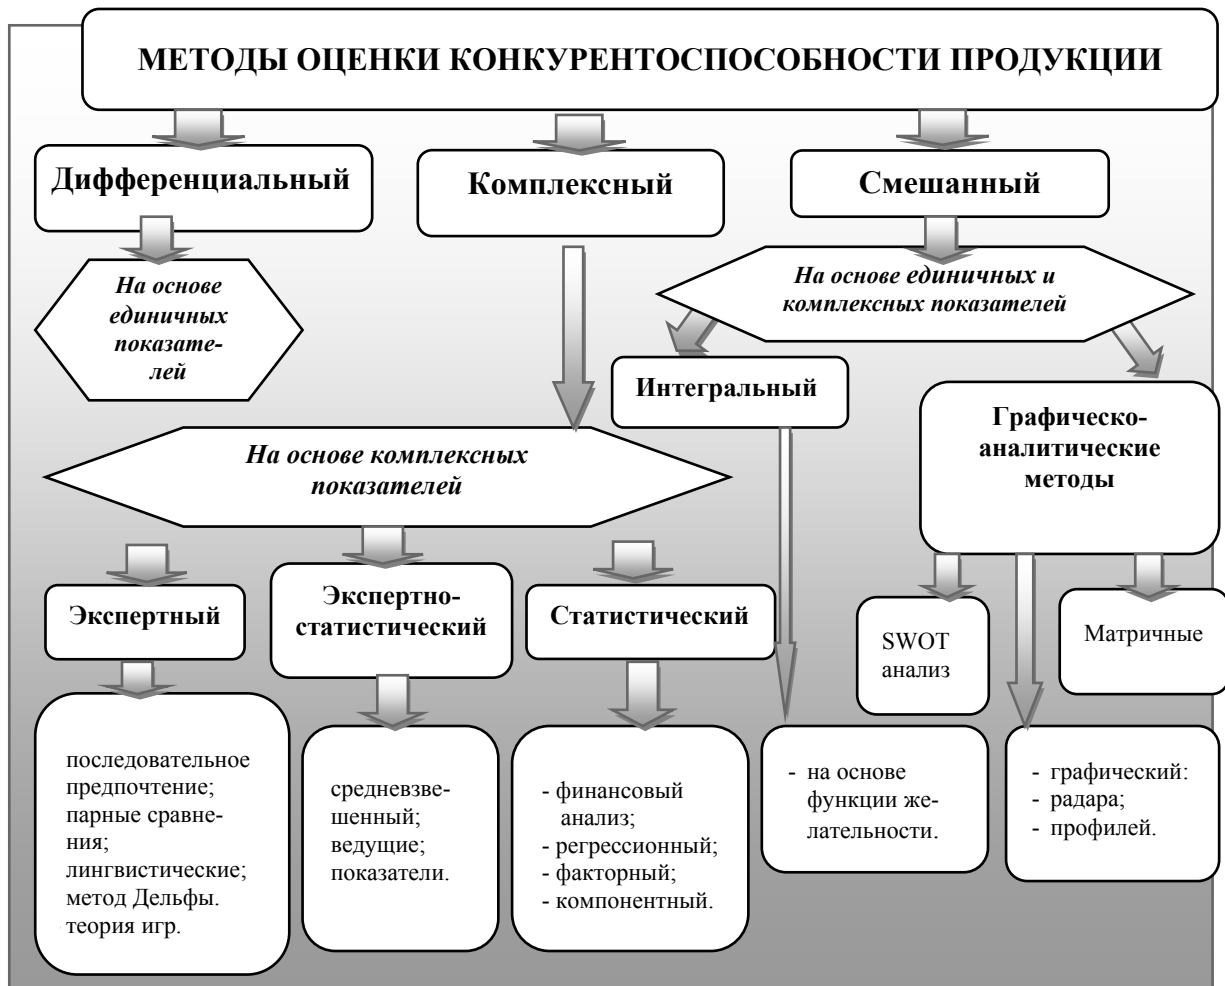 МЕТОДЫ ОЦЕНКИ КОНКУРЕНТОСПОСОБНОСТИ ПРОДУКЦИИ
Дифференциальный
Комплексный
Смешанный
На основе
единичных
показате-
лей
На основе единичных и
комплексных показателей
Интегральный
Графическо-
аналитические
методы
На основе комплексных
показателей
Экспертный
Экспертно-
статистический
Статистический
SWOT
анализ
Матричные
последовательное
предпочтение;
парные сравне-
ния;
лингвистические;
метод Дельфы.
теория игр.
средневзве-
шенный;
ведущие;
показатели.
- финансовый
анализ;
- регрессионный;
- факторный;
- компонентный.
- на основе
функции же-
лательности.
- графический:
- радара;
- профилей.